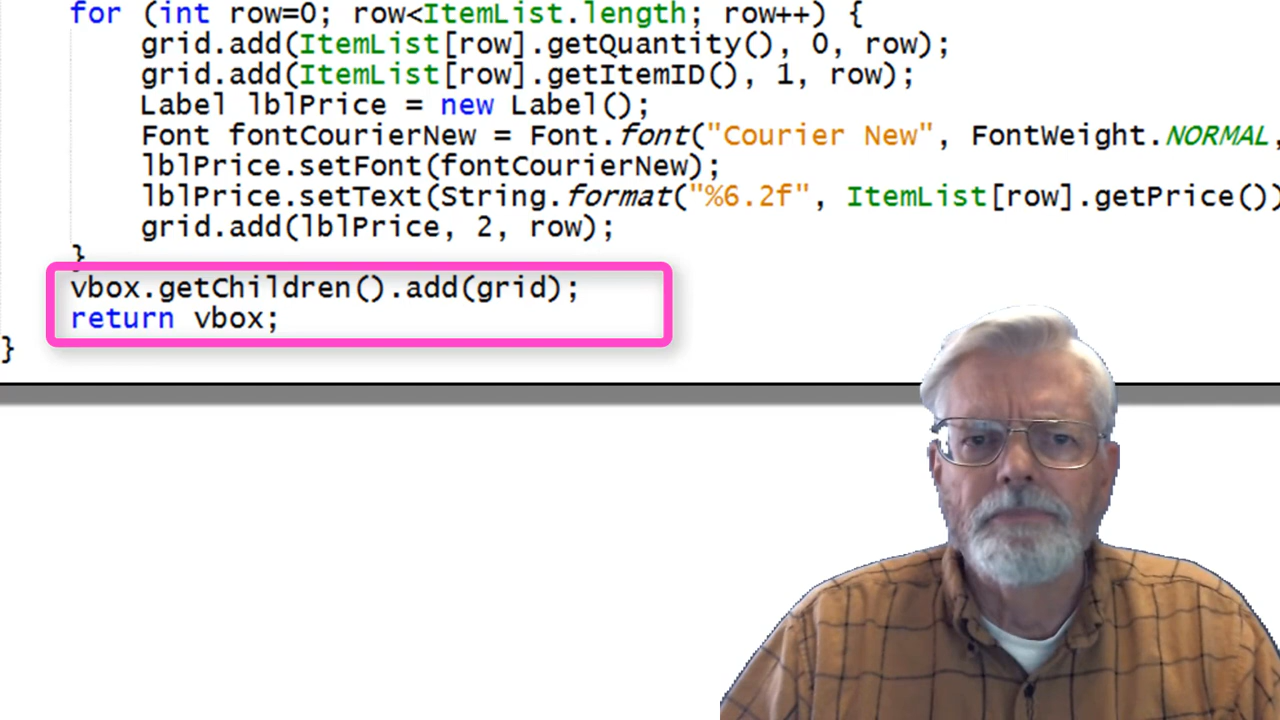 for (int row=0; row<ItemList.length; row++) {
grid.add(ItemList[row].getQuantity(), 0, row);
grid.add(ItemList[row].getItemID(), 1, row);
Label lblPrice = new Label();
Font fontCourierNew = Font.font("Courier New", FontWeight.NORMAL,
lblPrice.setFont(fontCourierNew);
lblPrice.setText(String.format("%6.2f", ItemList[row].getPrice())
grid.add(lblPrice, 2, row);
}
vbox.getChildren().add(grid);
return vbox;
}